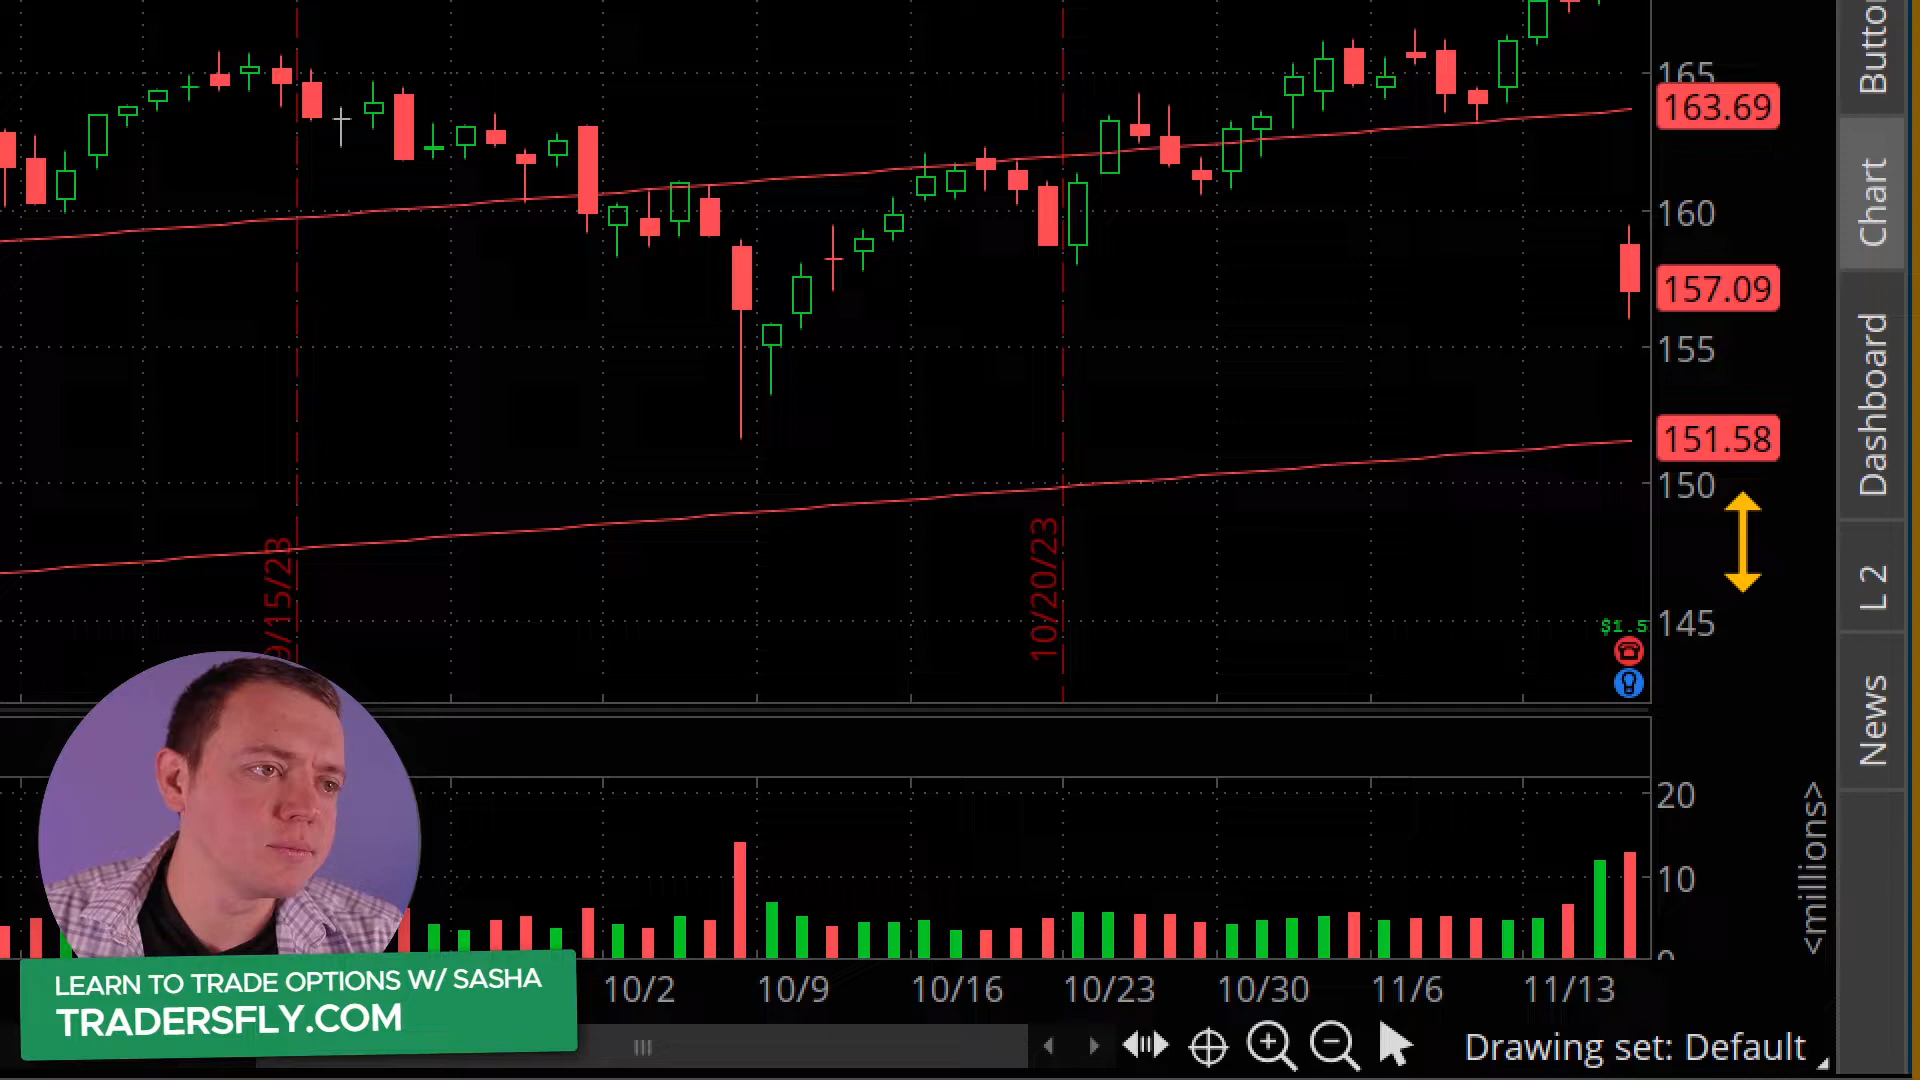 Butto
165
163.69
Chart
160
157.09
155
Dashboard
151.58
150
9/15/23
10/20/23
L 2
$1.5
145
News
20
10
0
<millions>
LEARN TO TRADE OPTIONS W/ SASHA
TRADERSFLY.COM
10/2
10/9
10/16
10/23
10/30
11/6
11/13
Drawing set: Default